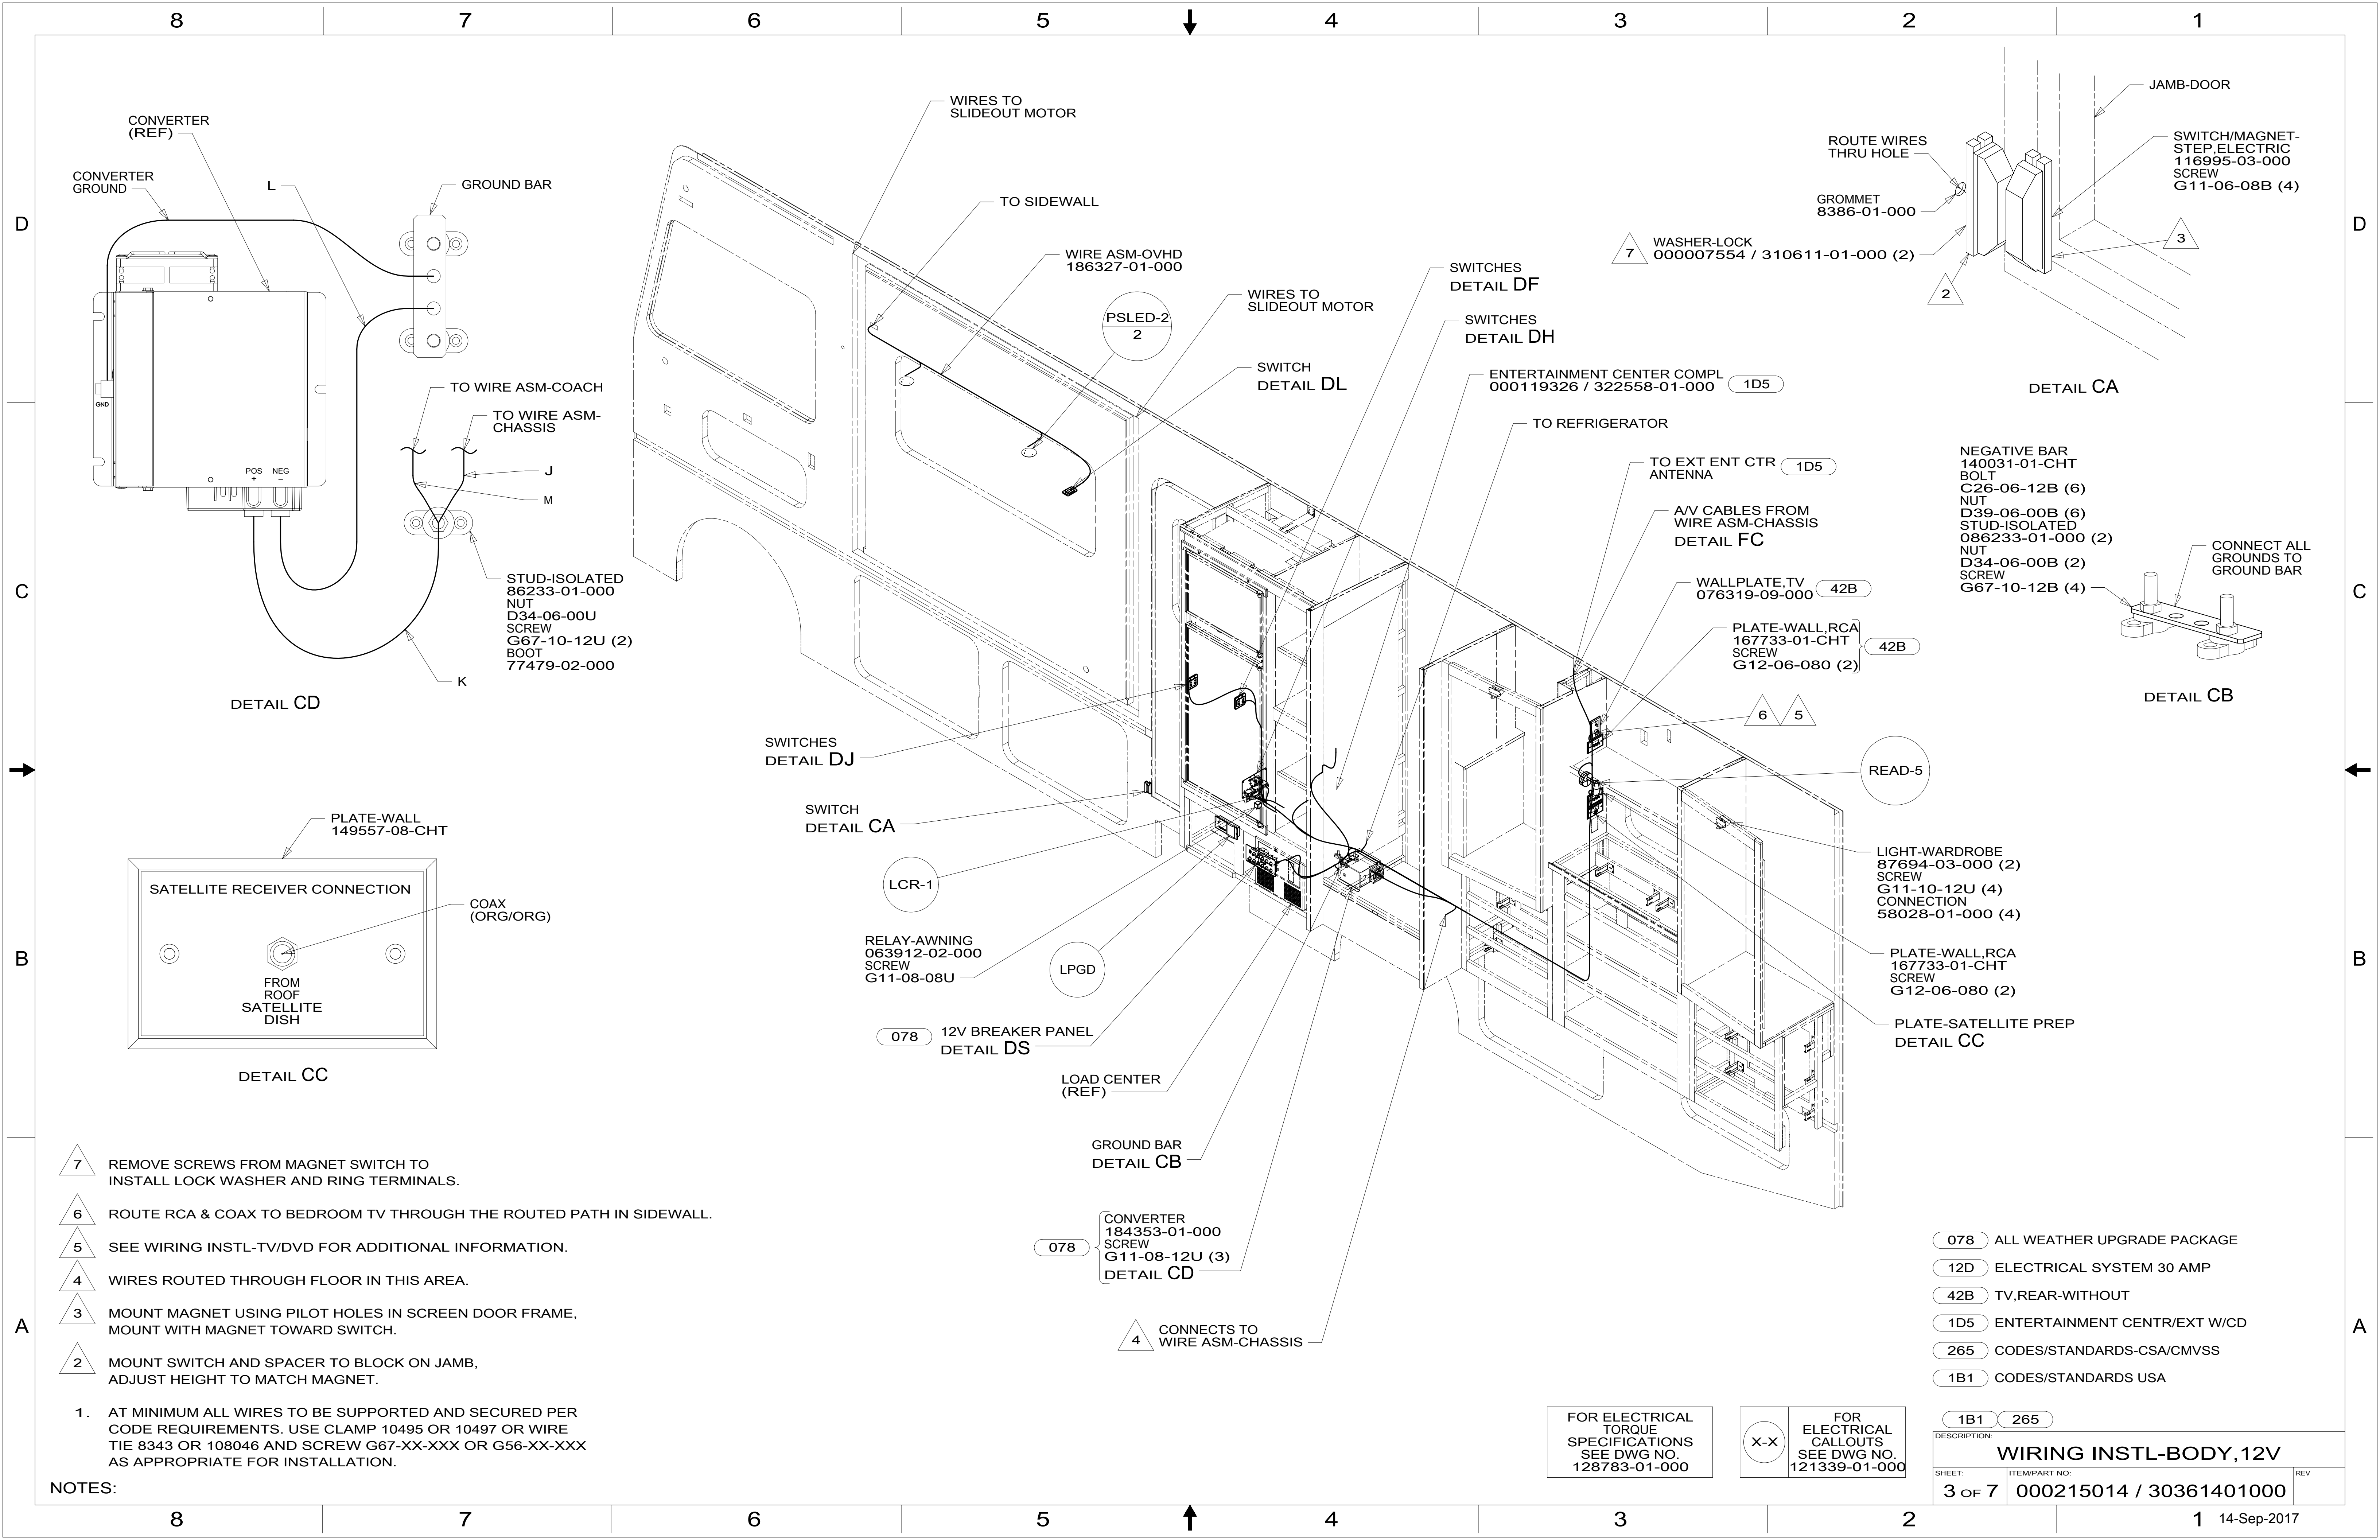 8 7 6 5 4 3 2 1
D
C
B
A
CONVERTER
(REF)
CONVERTER
GROUND
L
GROUND BAR
GND
POS
+
NEG
–
TO WIRE ASM-COACH
TO WIRE ASM-
CHASSIS
J
M
STUD-ISOLATED
86233-01-000
NUT
D34-06-00U
SCREW
G67-10-12U (2)
BOOT
77479-02-000
K
DETAIL CD
PLATE-WALL
149557-08-CHT
SATELLITE RECEIVER CONNECTION
COAX
(ORG/ORG)
FROM
ROOF
SATELLITE
DISH
DETAIL CC
WIRES TO
SLIDEOUT MOTOR
TO SIDEWALL
WIRE ASM-OVHD
186327-01-000
PSLED-2
2
WIRES TO
SLIDEOUT MOTOR
SWITCH
DETAIL DL
SWITCHES
DETAIL DF
SWITCHES
DETAIL DH
ENTERTAINMENT CENTER COMPL
000119326 / 322558-01-000
1D5
TO REFRIGERATOR
TO EXT ENT CTR
ANTENNA
1D5
A/V CABLES FROM
WIRE ASM-CHASSIS
DETAIL FC
WALLPLATE,TV
076319-09-000
42B
PLATE-WALL,RCA
167733-01-CHT
SCREW
G12-06-080 (2)
42B
6 5
READ-5
LIGHT-WARDROBE
87694-03-000 (2)
SCREW
G11-10-12U (4)
CONNECTION
58028-01-000 (4)
PLATE-WALL,RCA
167733-01-CHT
SCREW
G12-06-080 (2)
PLATE-SATELLITE PREP
DETAIL CC
SWITCHES
DETAIL DJ
SWITCH
DETAIL CA
LCR-1
RELAY-AWNING
063912-02-000
SCREW
G11-08-08U
LPGD
078
12V BREAKER PANEL
DETAIL DS
LOAD CENTER
(REF)
GROUND BAR
DETAIL CB
078
CONVERTER
184353-01-000
SCREW
G11-08-12U (3)
DETAIL CD
4
CONNECTS TO
WIRE ASM-CHASSIS
JAMB-DOOR
ROUTE WIRES
THRU HOLE
SWITCH/MAGNET-
STEP,ELECTRIC
116995-03-000
SCREW
G11-06-08B (4)
GROMMET
8386-01-000
7
WASHER-LOCK
000007554 / 310611-01-000 (2)
3
2
DETAIL CA
NEGATIVE BAR
140031-01-CHT
BOLT
C26-06-12B (6)
NUT
D39-06-00B (6)
STUD-ISOLATED
086233-01-000 (2)
NUT
D34-06-00B (2)
SCREW
G67-10-12B (4)
CONNECT ALL
GROUNDS TO
GROUND BAR
DETAIL CB
7 REMOVE SCREWS FROM MAGNET SWITCH TO
INSTALL LOCK WASHER AND RING TERMINALS.
6 ROUTE RCA & COAX TO BEDROOM TV THROUGH THE ROUTED PATH IN SIDEWALL.
5 SEE WIRING INSTL-TV/DVD FOR ADDITIONAL INFORMATION.
4 WIRES ROUTED THROUGH FLOOR IN THIS AREA.
3 MOUNT MAGNET USING PILOT HOLES IN SCREEN DOOR FRAME,
MOUNT WITH MAGNET TOWARD SWITCH.
2 MOUNT SWITCH AND SPACER TO BLOCK ON JAMB,
ADJUST HEIGHT TO MATCH MAGNET.
1. AT MINIMUM ALL WIRES TO BE SUPPORTED AND SECURED PER
CODE REQUIREMENTS. USE CLAMP 10495 OR 10497 OR WIRE
TIE 8343 OR 108046 AND SCREW G67-XX-XXX OR G56-XX-XXX
AS APPROPRIATE FOR INSTALLATION.
NOTES:
078 ALL WEATHER UPGRADE PACKAGE
12D ELECTRICAL SYSTEM 30 AMP
42B TV,REAR-WITHOUT
1D5 ENTERTAINMENT CENTR/EXT W/CD
265 CODES/STANDARDS-CSA/CMVSS
1B1 CODES/STANDARDS USA
1B1 265
FOR ELECTRICAL
TORQUE
SPECIFICATIONS
SEE DWG NO.
128783-01-000
X-X
FOR
ELECTRICAL
CALLOUTS
SEE DWG NO.
121339-01-000
DESCRIPTION:
WIRING INSTL-BODY,12V
SHEET:
3 OF 7
ITEM/PART NO:
000215014 / 30361401000
REV
D
C
B
A
8 7 6 5 4 3 2 1
14-Sep-2017